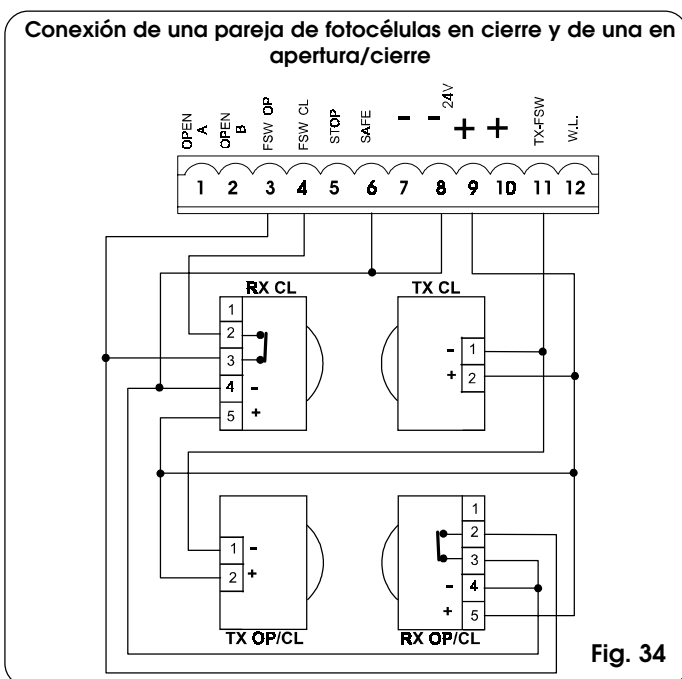 Conexión de una pareja de fotocélulas en cierre y de una en
apertura/cierre
OPEN A
OPEN B
FSW OP
FSW CL
STOP
SAFE
-
-
24V
+
+
TX-FSW
W.L.
1 2 3 4 5 6 7 8 9 10 11 12
RX CL
1
2
3
4 -
5 +
TX CL
- 1
+ 2
1 -
2 +
TX OP/CL
1
2
3
- 4
+ 5
RX OP/CL
Fig. 34